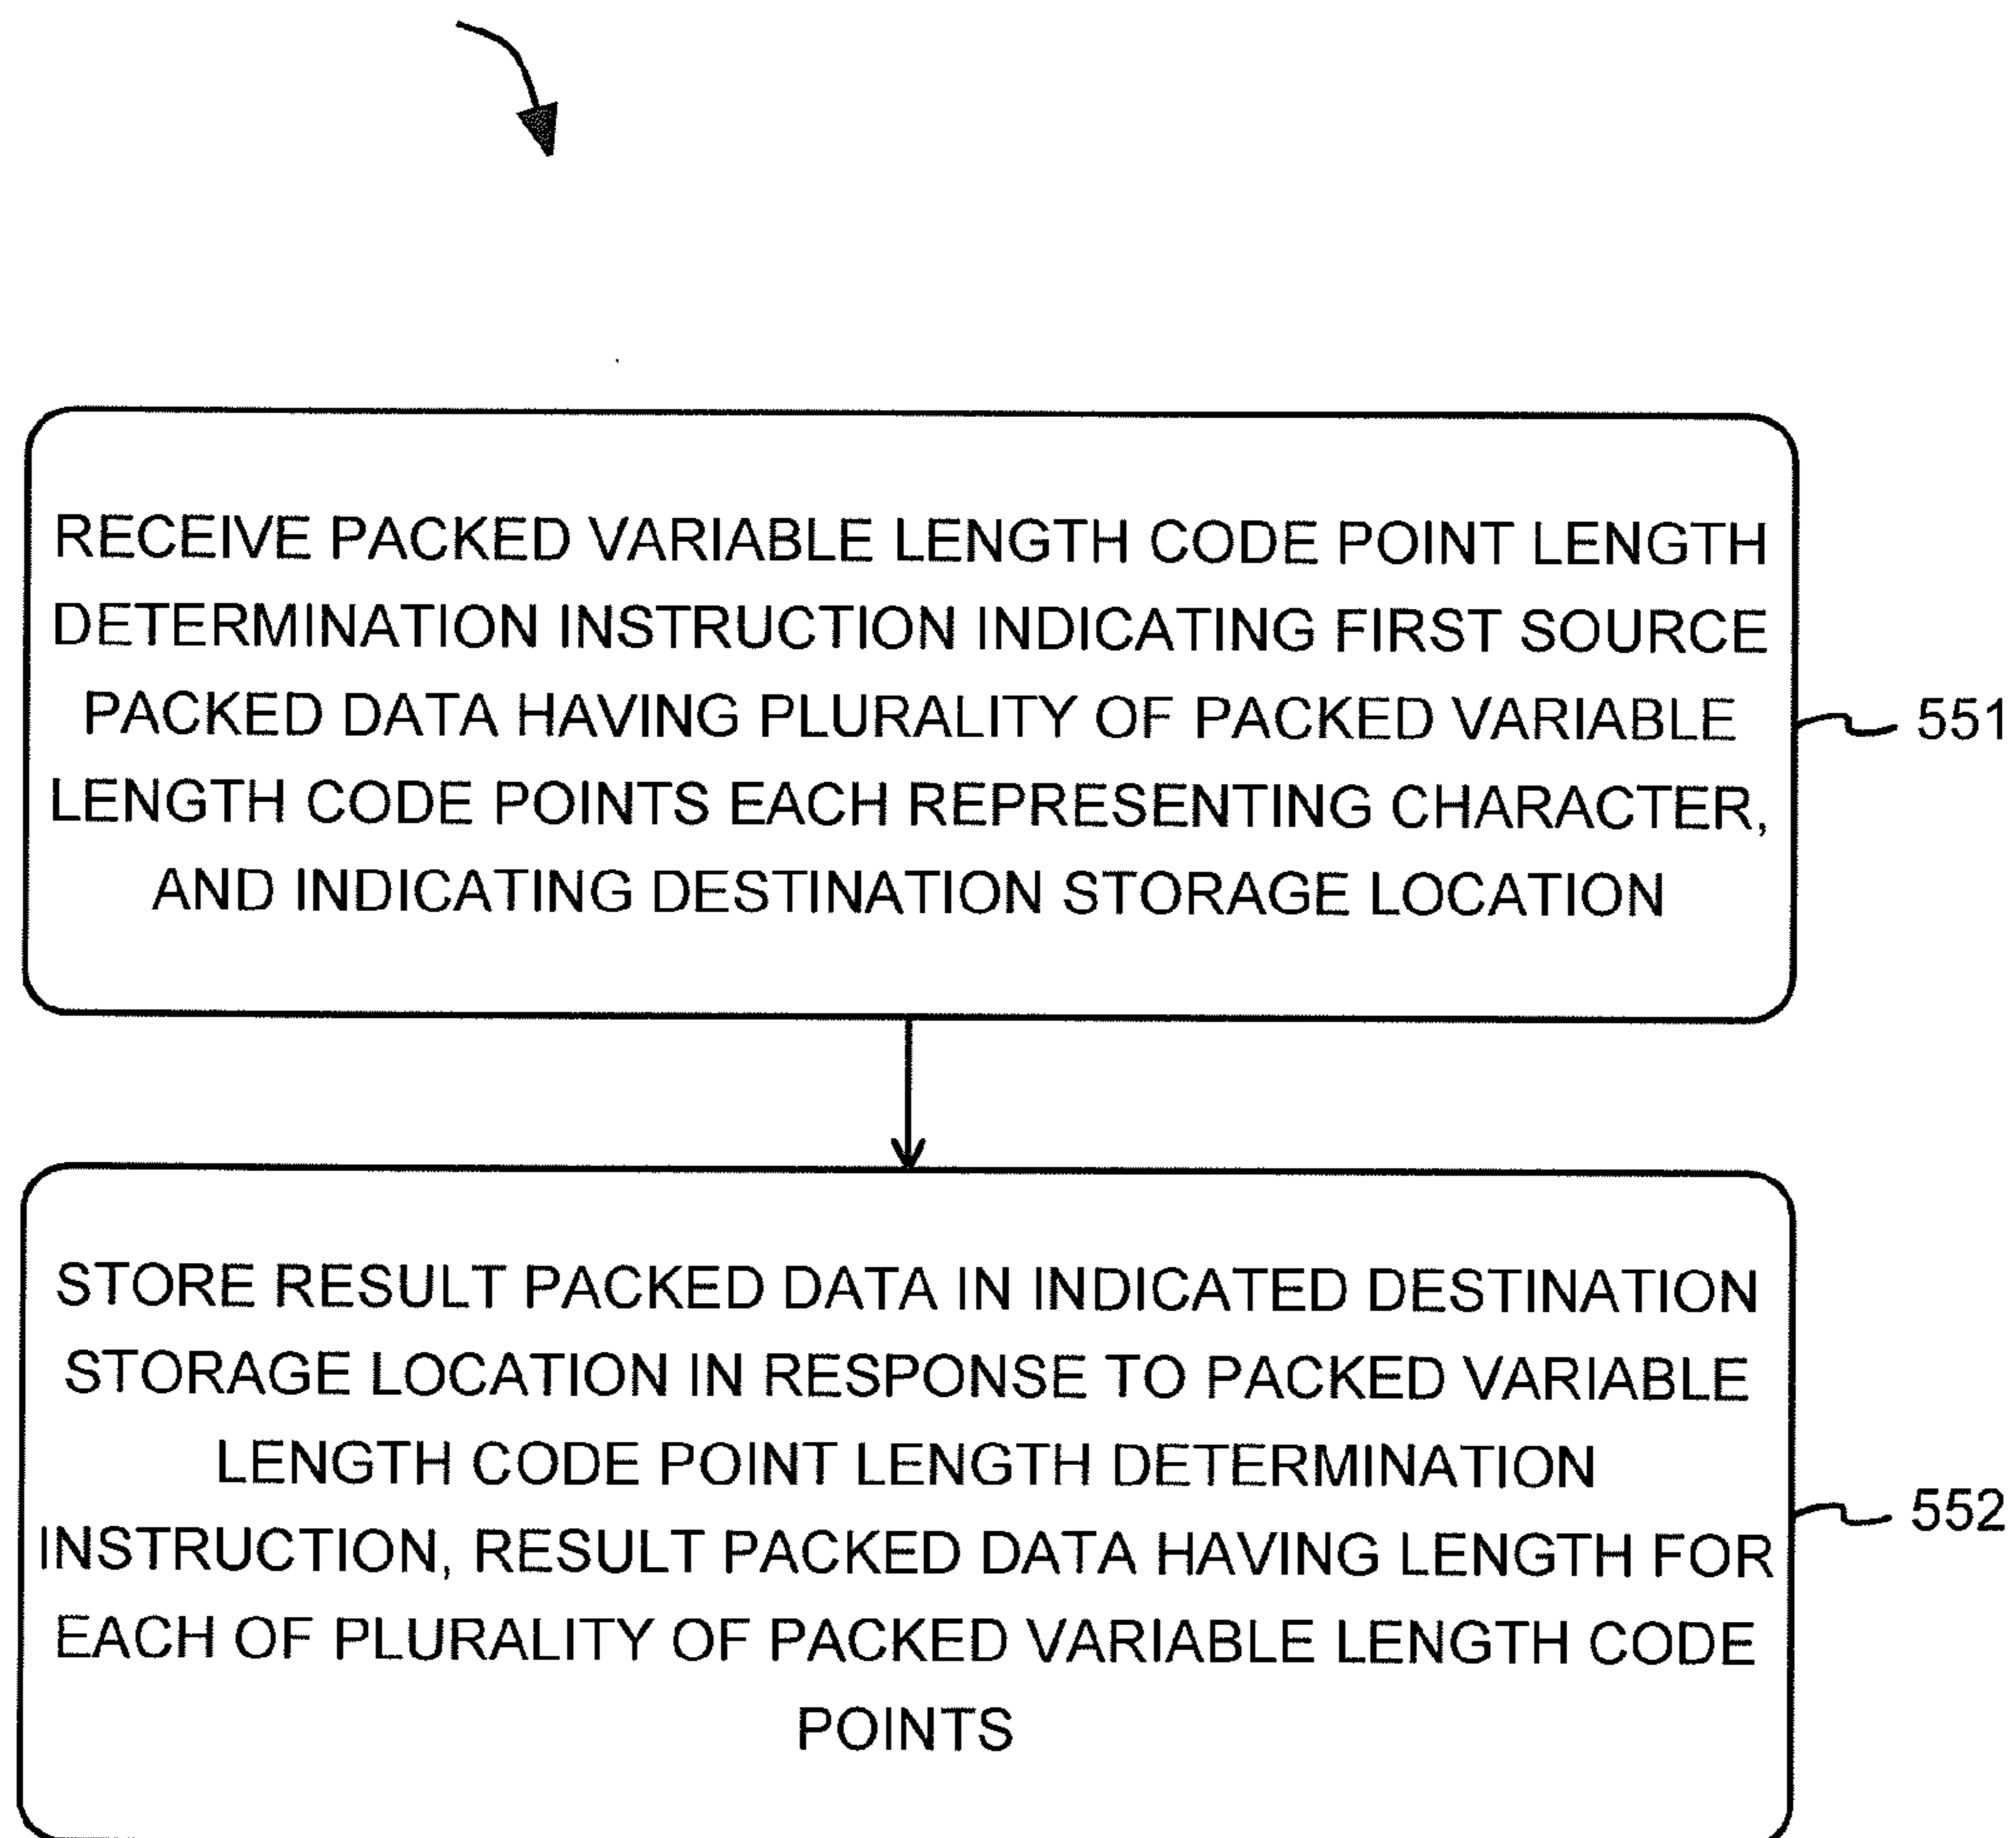 RECEIVE PACKED VARIABLE LENGTH CODE POINT LENGTH
DETERMINATION INSTRUCTION INDICATING FIRST SOURCE
PACKED DATA HAVING PLURALITY OF PACKED VARIABLE
LENGTH CODE POINTS EACH REPRESENTING CHARACTER,
AND INDICATING DESTINATION STORAGE LOCATION
551
STORE RESULT PACKED DATA IN INDICATED DESTINATION
STORAGE LOCATION IN RESPONSE TO PACKED VARIABLE
LENGTH CODE POINT LENGTH DETERMINATION
INSTRUCTION, RESULT PACKED DATA HAVING LENGTH FOR
EACH OF PLURALITY OF PACKED VARIABLE LENGTH CODE
POINTS
552